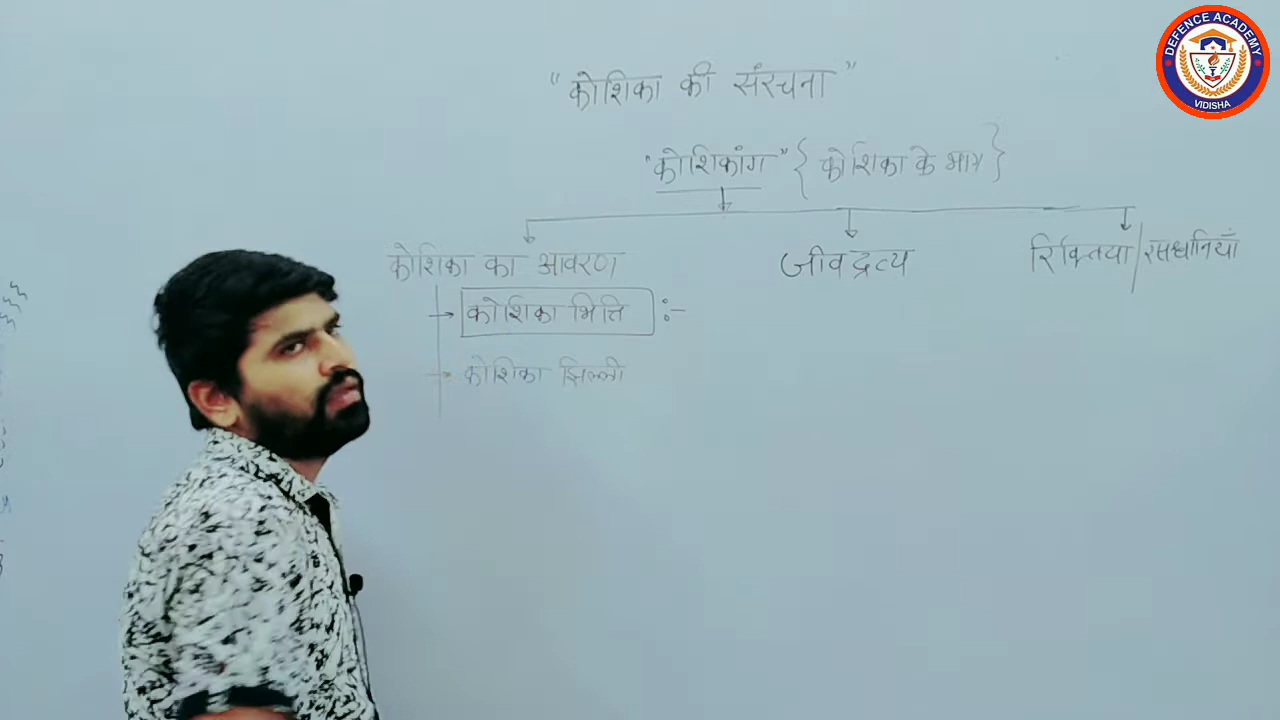 "कोशिका की संरचना"
"कोशिकांग" { कोशिका के भाग }
कोशिका का आवरण
जीवद्रव्य
रिक्तिया/रसधानियाँ
→ कोशिका भित्ति :-
→ कोशिका झिल्ली
DEFENCE ACADEMY
VIDISHA